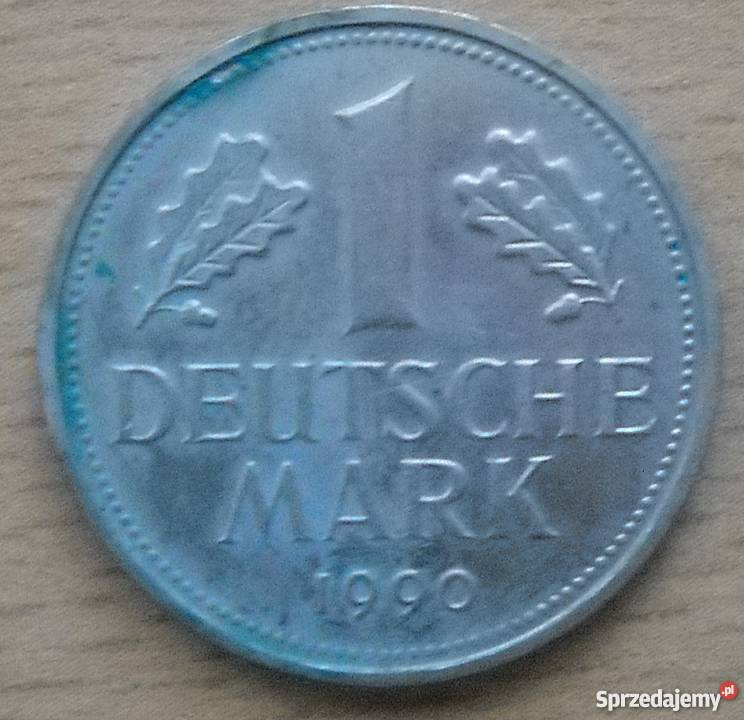 1
DEUTSCHE
MARK
1990
Sprzedajemy.pl